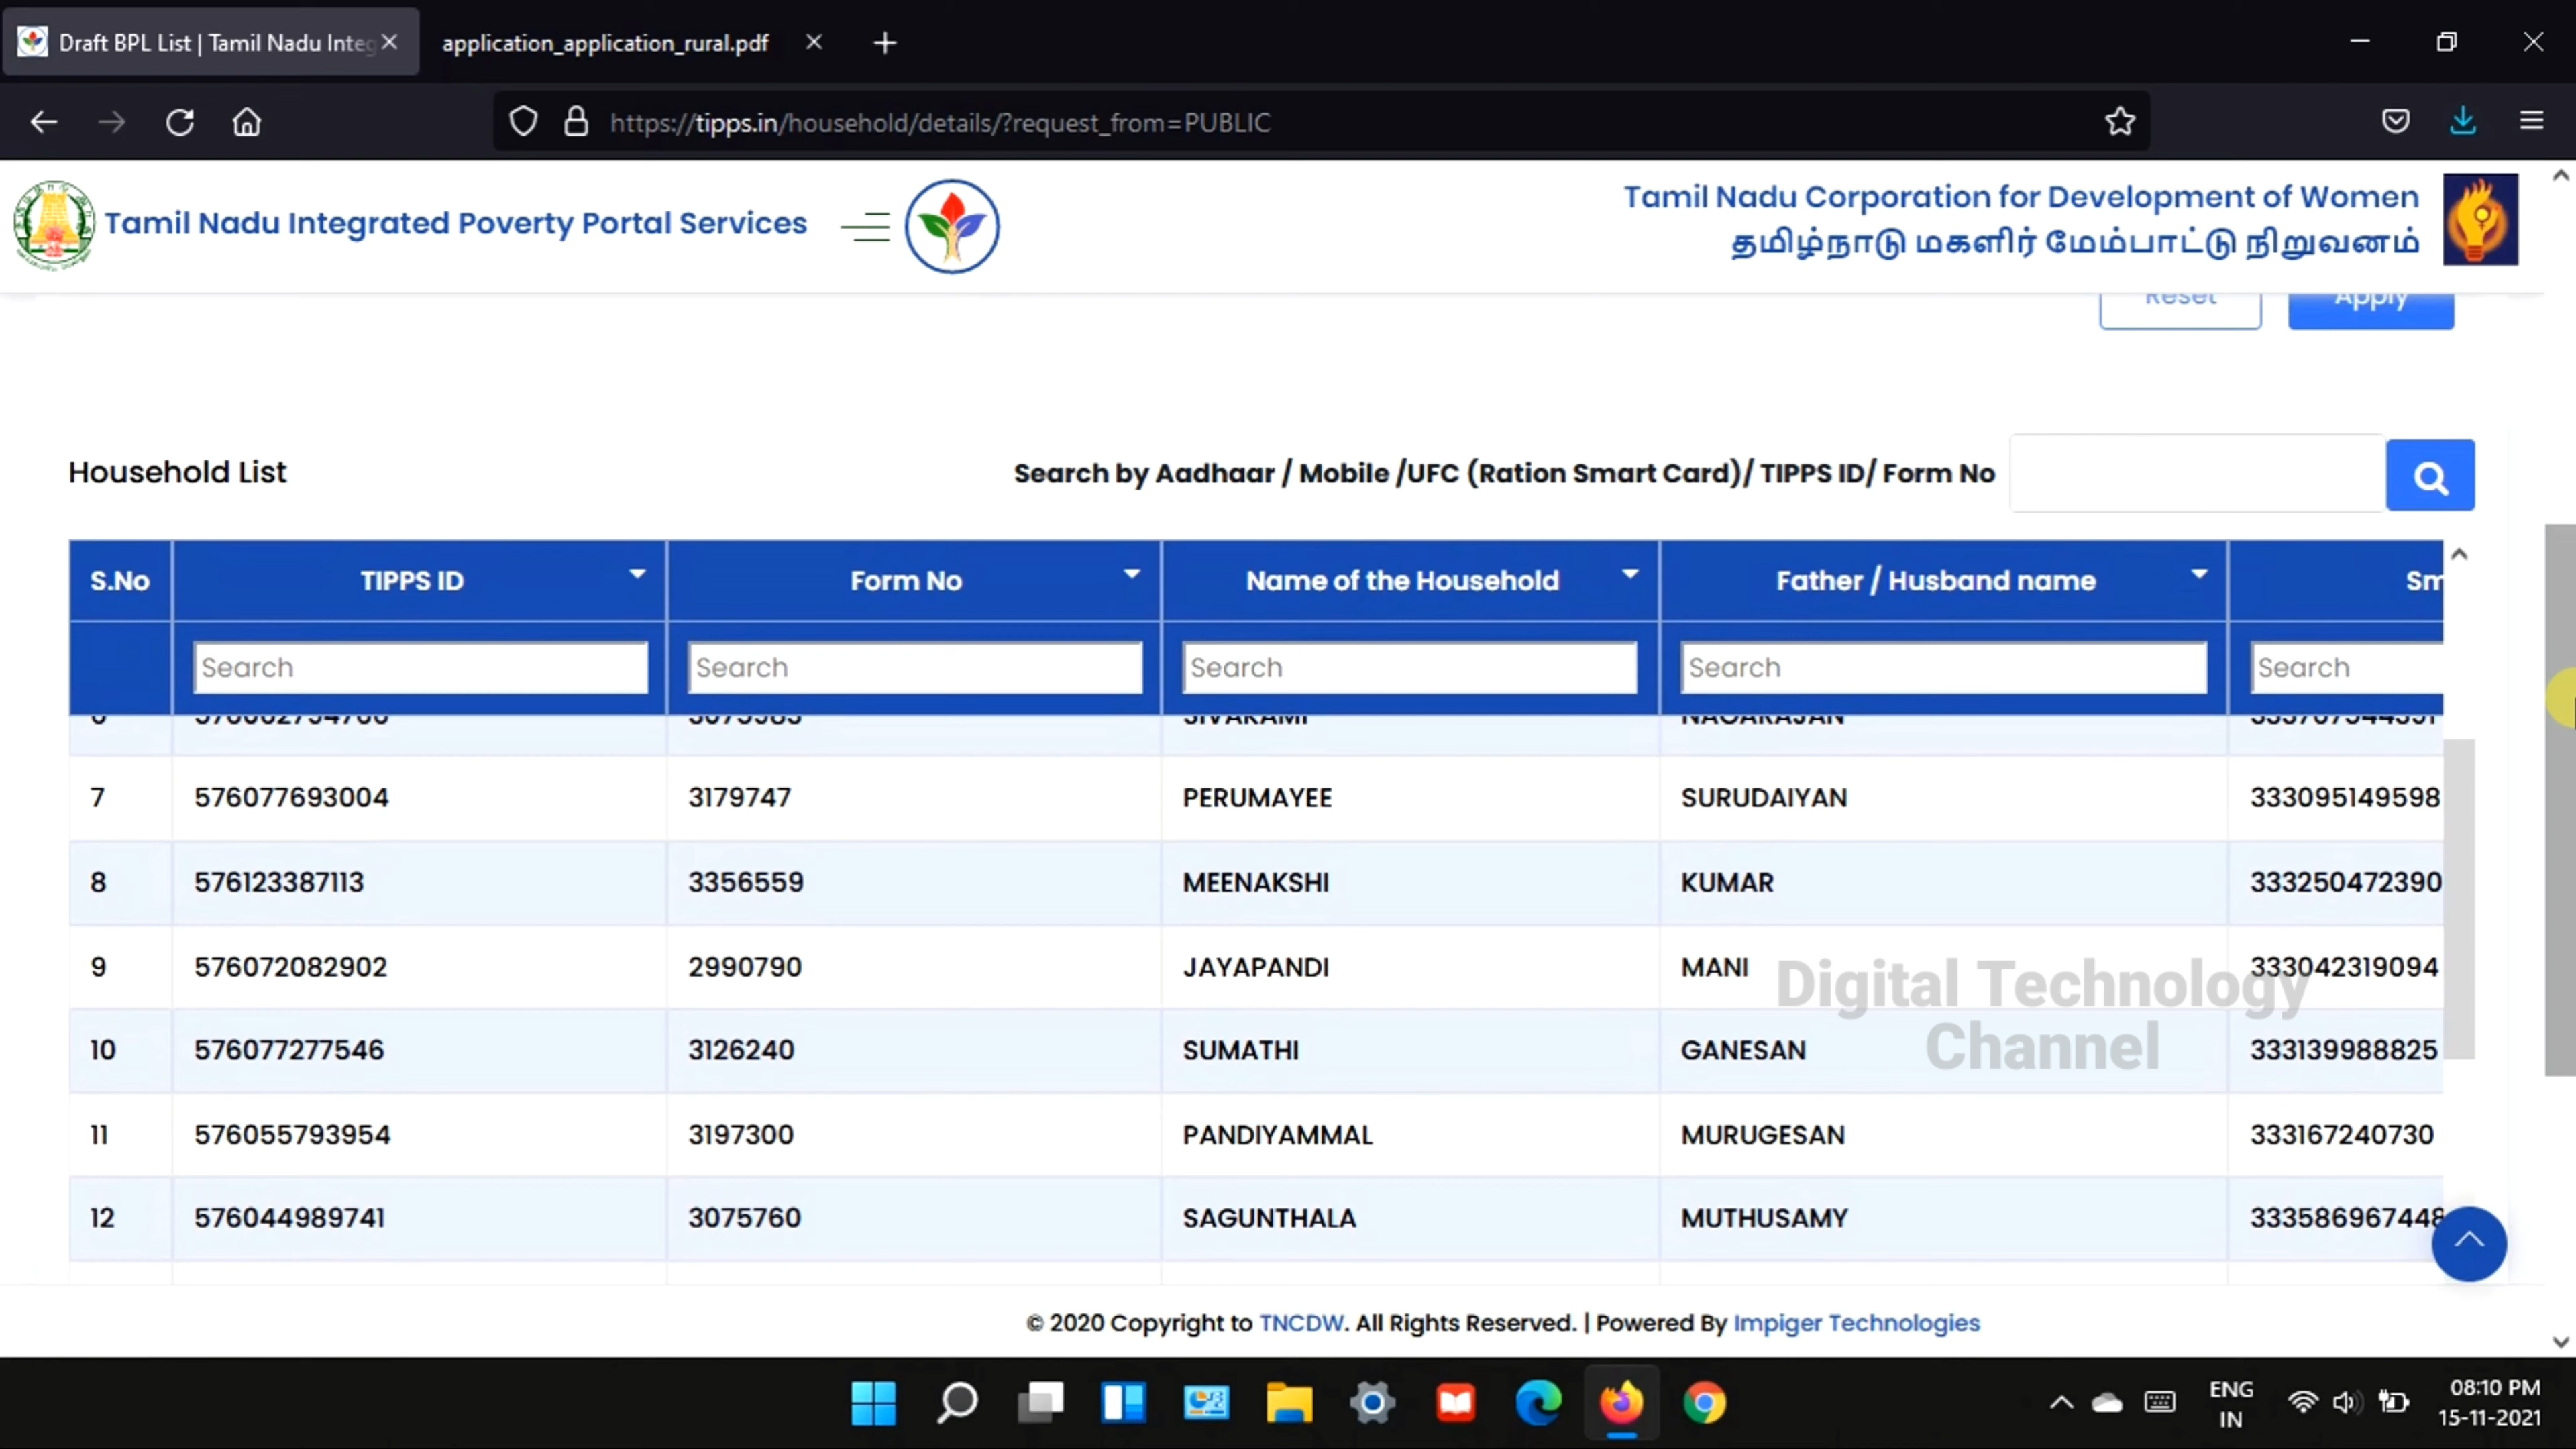 Draft BPL List | Tamil Nadu Integ
application_application_rural.pdf
https://tipps.in/household/details/?request_from=PUBLIC
Tamil Nadu Integrated Poverty Portal Services
Tamil Nadu Corporation for Development of Women
தமிழ்நாடு மகளிர் மேம்பாட்டு நிறுவனம்
Reset Apply
Household List Search by Aadhaar / Mobile /UFC (Ration Smart Card)/ TIPPS ID/ Form No
S.No TIPPS ID Form No Name of the Household Father / Husband name Sm
Search Search Search Search Search
SIVAKAMI NAGARAJAN
7 576077693004 3179747 PERUMAYEE SURUDAIYAN 333095149598
8 576123387113 3356559 MEENAKSHI KUMAR 333250472390
9 576072082902 2990790 JAYAPANDI MANI 333042319094
10 576077277546 3126240 SUMATHI GANESAN 333139988825
11 576055793954 3197300 PANDIYAMMAL MURUGESAN 333167240730
12 576044989741 3075760 SAGUNTHALA MUTHUSAMY 333586967448
Digital Technology
Channel
© 2020 Copyright to TNCDW. All Rights Reserved. | Powered By Impiger Technologies
ENG
IN
08:10 PM
15-11-2021